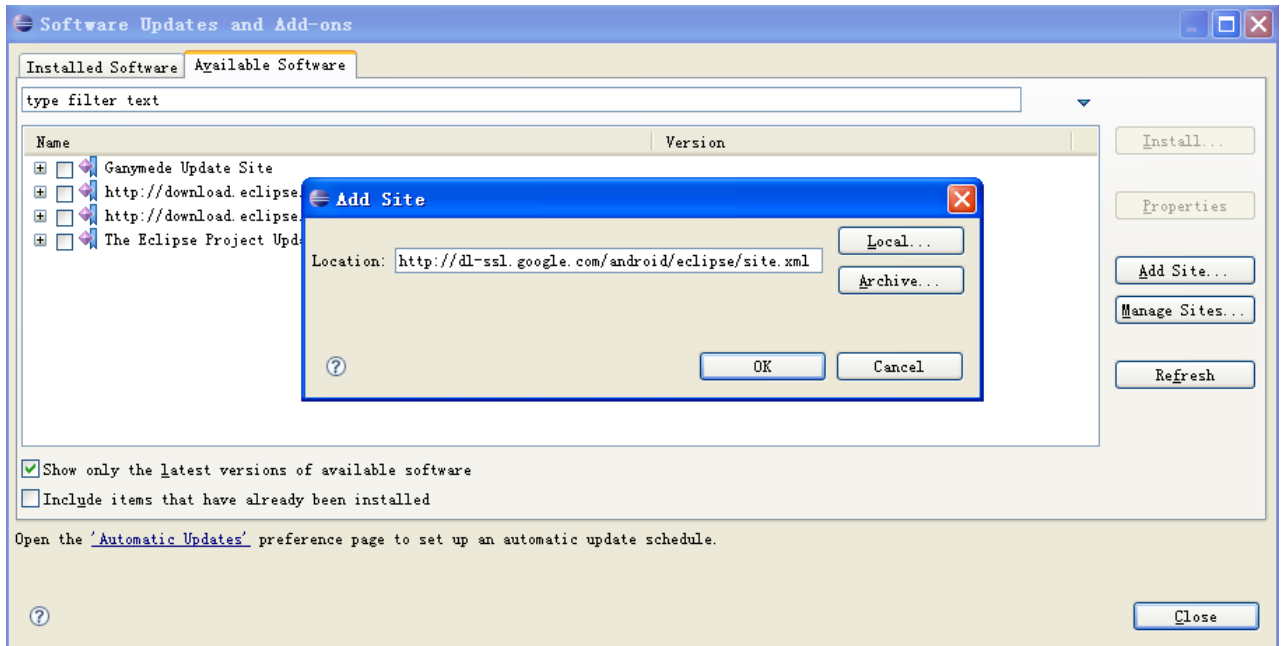 Software Updates and Add-ons
Installed Software
Available Software
type filter text
Name
Version
Install...
Ganymede Update Site
http://download.eclipse.
http://download.eclipse.
The Eclipse Project Upd
Properties
Add Site...
Manage Sites...
Refresh
Add Site
Location:
http://dl-ssl.google.com/android/eclipse/site.xml
Local...
Archive...
OK
Cancel
Show only the latest versions of available software
Include items that have already been installed
Open the 'Automatic Updates' preference page to set up an automatic update schedule.
Close